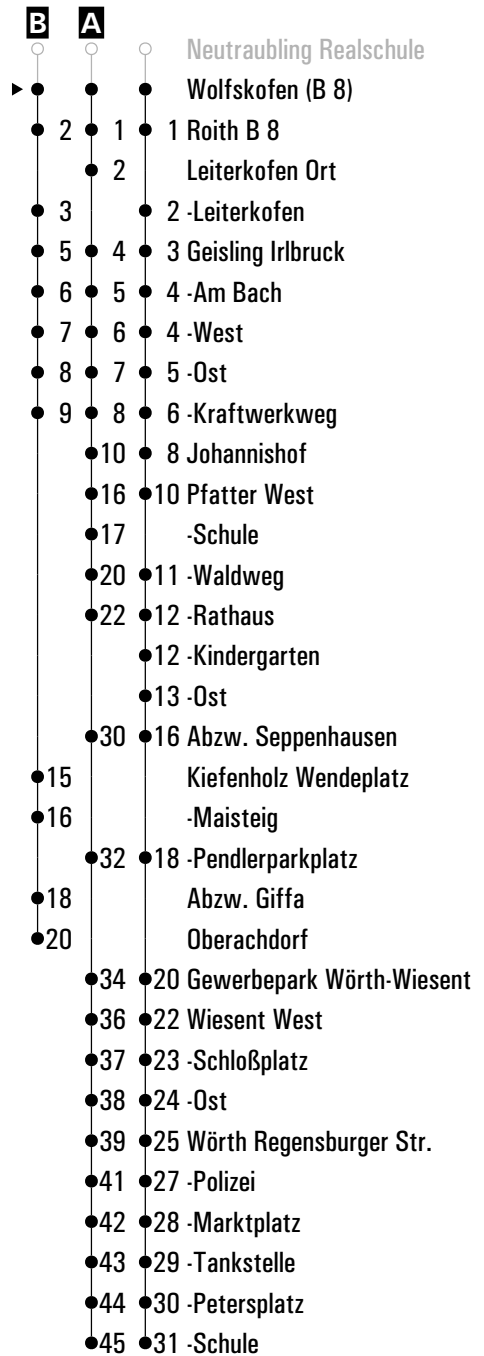 B A
Neutraubling Realschule
Wolfskofen (B 8)
2 1 1 Roith B 8
2 Leiterkofen Ort
3 2 -Leiterkofen
5 4 3 Geisling Irlbruck
6 5 4 -Am Bach
7 6 4 -West
8 7 5 -Ost
9 8 6 -Kraftwerkweg
10 8 Johannishof
16 10 Pfatter West
17 -Schule
20 11 -Waldweg
22 12 -Rathaus
12 -Kindergarten
13 -Ost
30 16 Abzw. Seppenhausen
15 Kiefenholz Wendeplatz
16 -Maisteig
32 18 -Pendlerparkplatz
18 Abzw. Giffa
20 Oberachdorf
34 20 Gewerbepark Wörth-Wiesent
36 22 Wiesent West
37 23 -Schloßplatz
38 24 -Ost
39 25 Wörth Regensburger Str.
41 27 -Polizei
42 28 -Marktplatz
43 29 -Tankstelle
44 30 -Petersplatz
45 31 -Schule